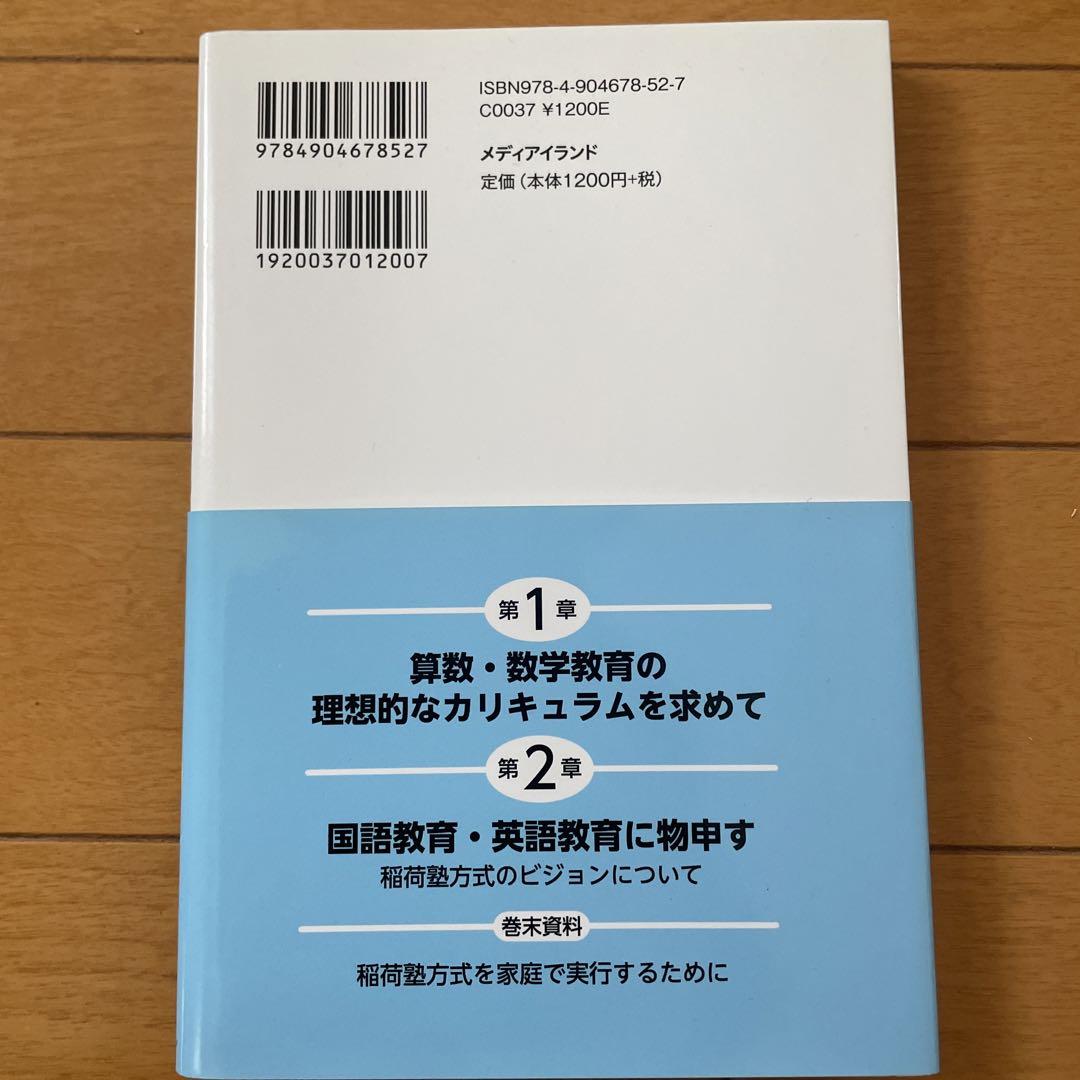 ISBN978-4-904678-52-7
C0037 ¥1200E
9784904678527
メディアイランド
定価(本体1200円+税)
1920037012007
第1章
算数・数学教育の
理想的なカリキュラムを求めて
第2章
国語教育・英語教育に物申す
稲荷塾方式のビジョンについて
巻末資料
稲荷塾方式を家庭で実行するために